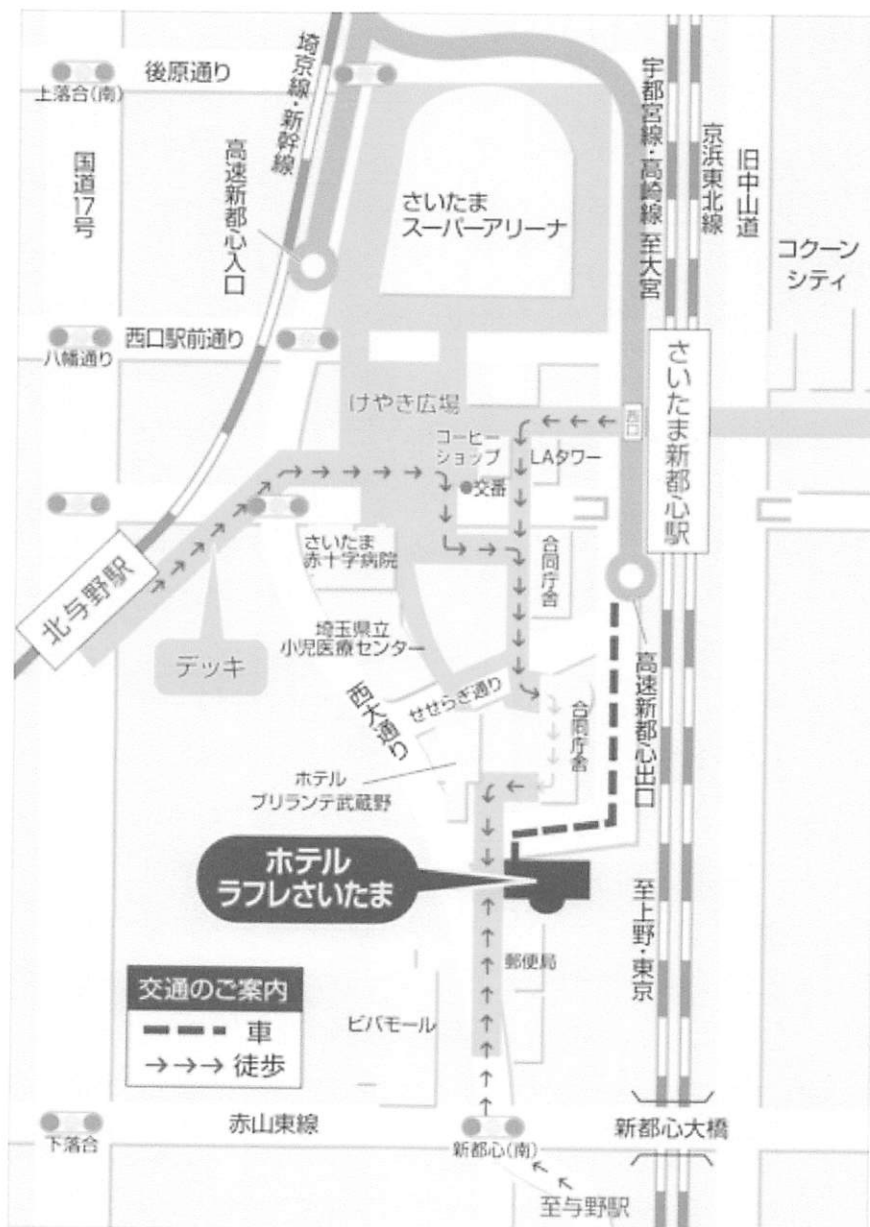 後原通り
上落合(南)
埼京線・新幹線
国道17号
高速新都心入口
さいたま
スーパーアリーナ
宇都宮線・高崎線 至大宮
京浜東北線
旧中山道
コクーン
シティ
西口駅前通り
八幡通り
けやき広場
西口
さいたま新都心駅
コーヒー
ショップ
LAタワー
交番
さいたま
赤十字病院
合同庁舎
北与野駅
デッキ
埼玉県立
小児医療センター
せせらぎ通り
西大通り
合同庁舎
高速新都心出口
ホテル
ブリランテ武蔵野
ホテル
ラフレさいたま
至上野・東京
郵便局
交通のご案内
車
徒歩
ビバモール
赤山東線
下落合
新都心(南)
新都心大橋
至与野駅